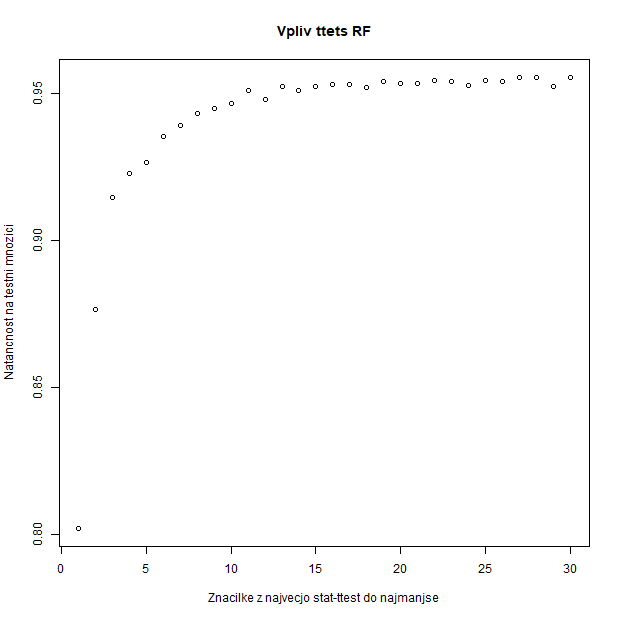 Vpliv ttets RF
Natancnost na testni mnozici
0.95
0.90
0.85
0.80
0 5 10 15 20 25 30
Znacilke z najvecjo stat-ttest do najmanjse